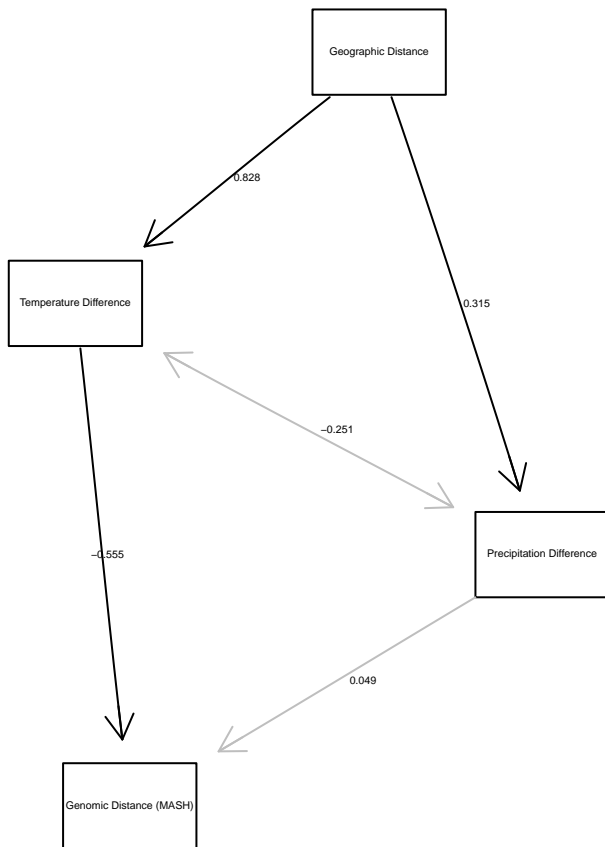 Geographic Distance
0.828
Temperature Difference
0.315
−0.251
−0.555
Precipitation Difference
0.049
Genomic Distance (MASH)